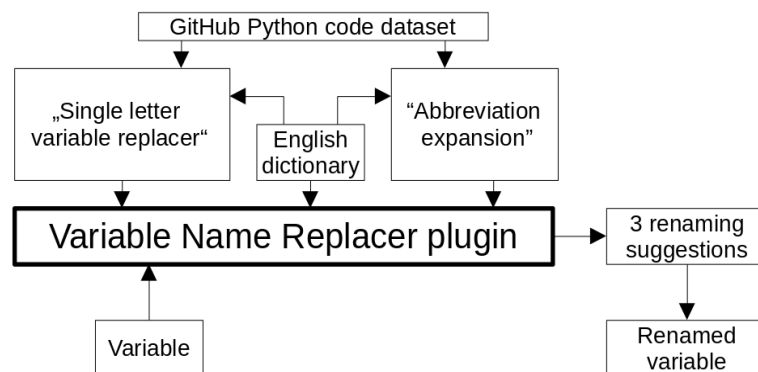 GitHub Python code dataset
„Single letter
variable replacer“
English
dictionary
“Abbreviation
expansion”
Variable Name Replacer plugin
3 renaming
suggestions
Variable
Renamed
variable